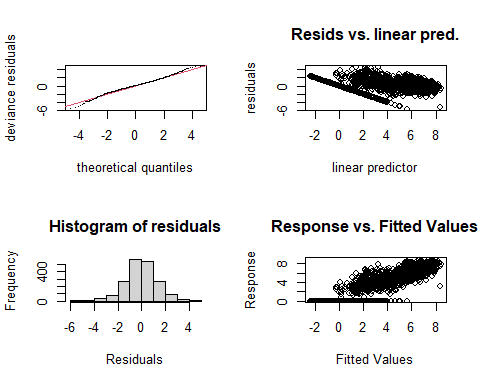 deviance residuals
-6
0
-4 -2 0 2 4
theoretical quantiles
Resids vs. linear pred.
residuals
-6
0
-2 0 2 4 6 8
linear predictor
Histogram of residuals
Frequency
0
400
-6 -4 -2 0 2 4
Residuals
Response vs. Fitted Values
Response
0
4
8
-2 0 2 4 6 8
Fitted Values